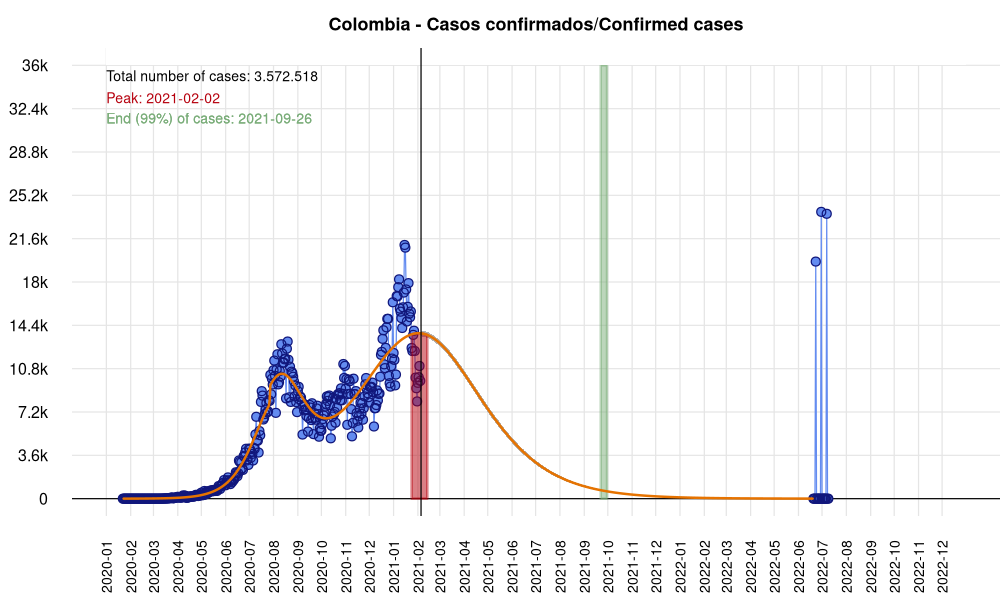 Colombia - Casos confirmados/Confirmed cases
36k
Total number of cases: 3.572.518
Peak: 2021-02-02
32.4k
End (99%) of cases: 2021-09-26
28.8k
25.2k
21.6k
18k
14.4k
10.8k
7.2k
3.6k
0
2020-01
2020-02
2020-03
2020-04
2020-05
2020-06
2020-07
2020-08
2020-09
2020-10
2020-11
2020-12
2021-01
2021-02
2021-03
2021-04
2021-05
2021-06
2021-07
2021-08
2021-09
2021-10
2021-11
2021-12
2022-01
2022-02
2022-03
2022-04
2022-05
2022-06
2022-07
2022-08
2022-09
2022-10
2022-11
2022-12